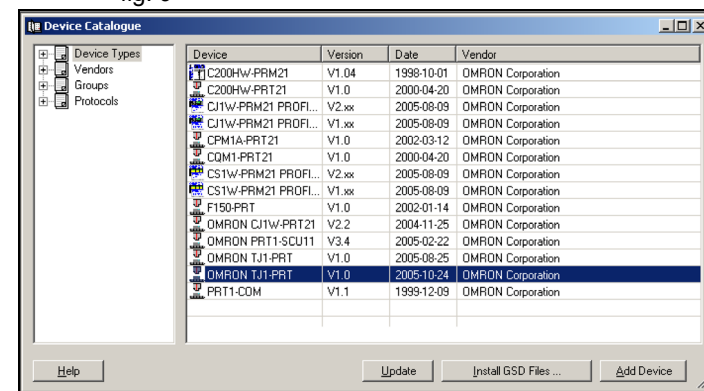 fig. 6
Device Catalogue
Device Types
Vendors
Groups
Protocols
Device Version Date Vendor
C200HW-PRM21 V1.04 1998-10-01 OMRON Corporation
C200HW-PRT21 V1.0 2000-04-20 OMRON Corporation
CJ1W-PRM21 PROFI... V2.xx 2005-08-09 OMRON Corporation
CJ1W-PRM21 PROFI... V1.xx 2005-08-09 OMRON Corporation
CPM1A-PRT21 V1.0 2002-03-12 OMRON Corporation
CQM1-PRT21 V1.0 2000-04-20 OMRON Corporation
CS1W-PRM21 PROFI... V2.xx 2005-08-09 OMRON Corporation
CS1W-PRM21 PROFI... V1.xx 2005-08-09 OMRON Corporation
F150-PRT V1.0 2002-01-14 OMRON Corporation
OMRON CJ1W-PRT21 V2.2 2004-11-25 OMRON Corporation
OMRON PRT1-SCU11 V3.4 2005-02-22 OMRON Corporation
OMRON TJ1-PRT V1.0 2005-08-25 OMRON Corporation
OMRON TJ1-PRT V1.0 2005-10-24 OMRON Corporation
PRT1-COM V1.1 1999-12-09 OMRON Corporation
Help Update Install GSD Files ... Add Device